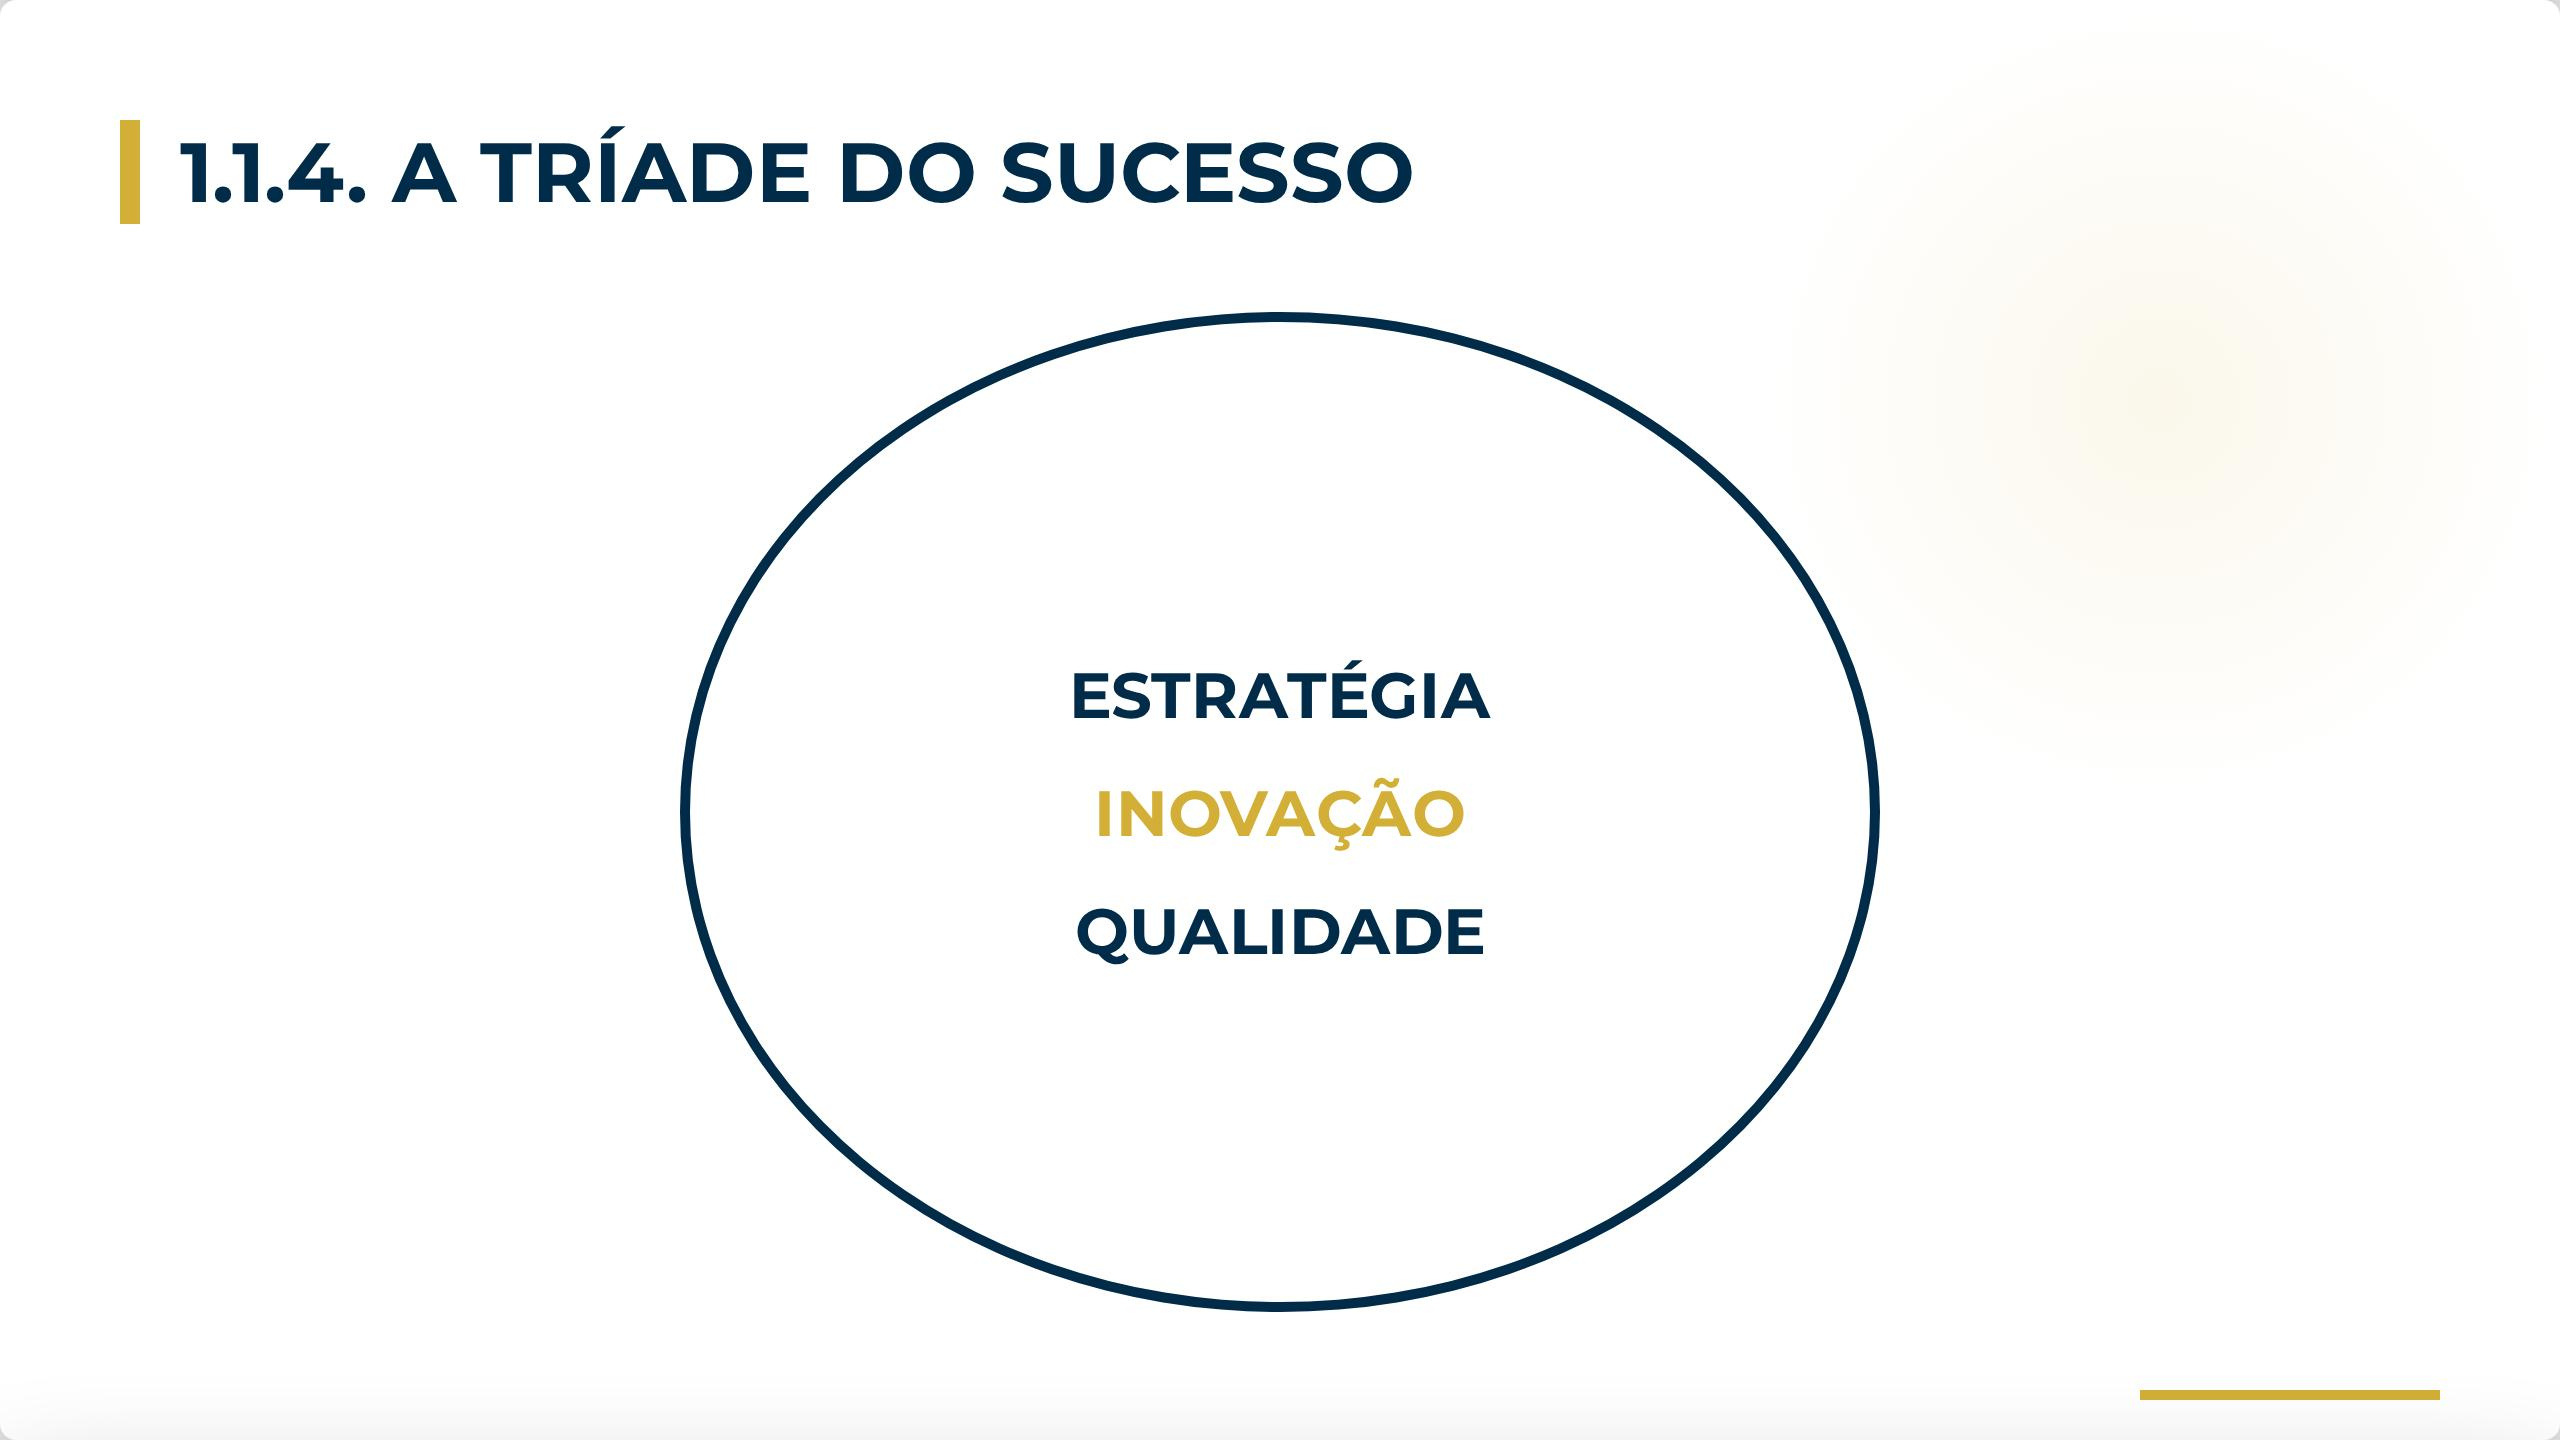 1.1.4. A TRÍADE DO SUCESSO
ESTRATÉGIA
INOVAÇÃO
QUALIDADE